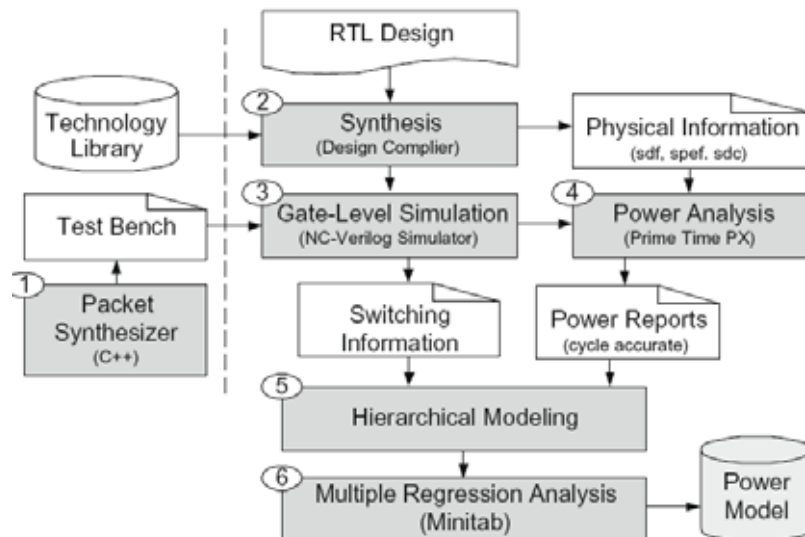 RTL Design
2
Synthesis
(Design Complier)
Technology
Library
Physical Information
(sdf, spef. sdc)
3
Gate-Level Simulation
(NC-Verilog Simulator)
4
Power Analysis
(Prime Time PX)
Test Bench
1
Packet
Synthesizer
(C++)
Switching
Information
Power Reports
(cycle accurate)
5
Hierarchical Modeling
6
Multiple Regression Analysis
(Minitab)
Power
Model